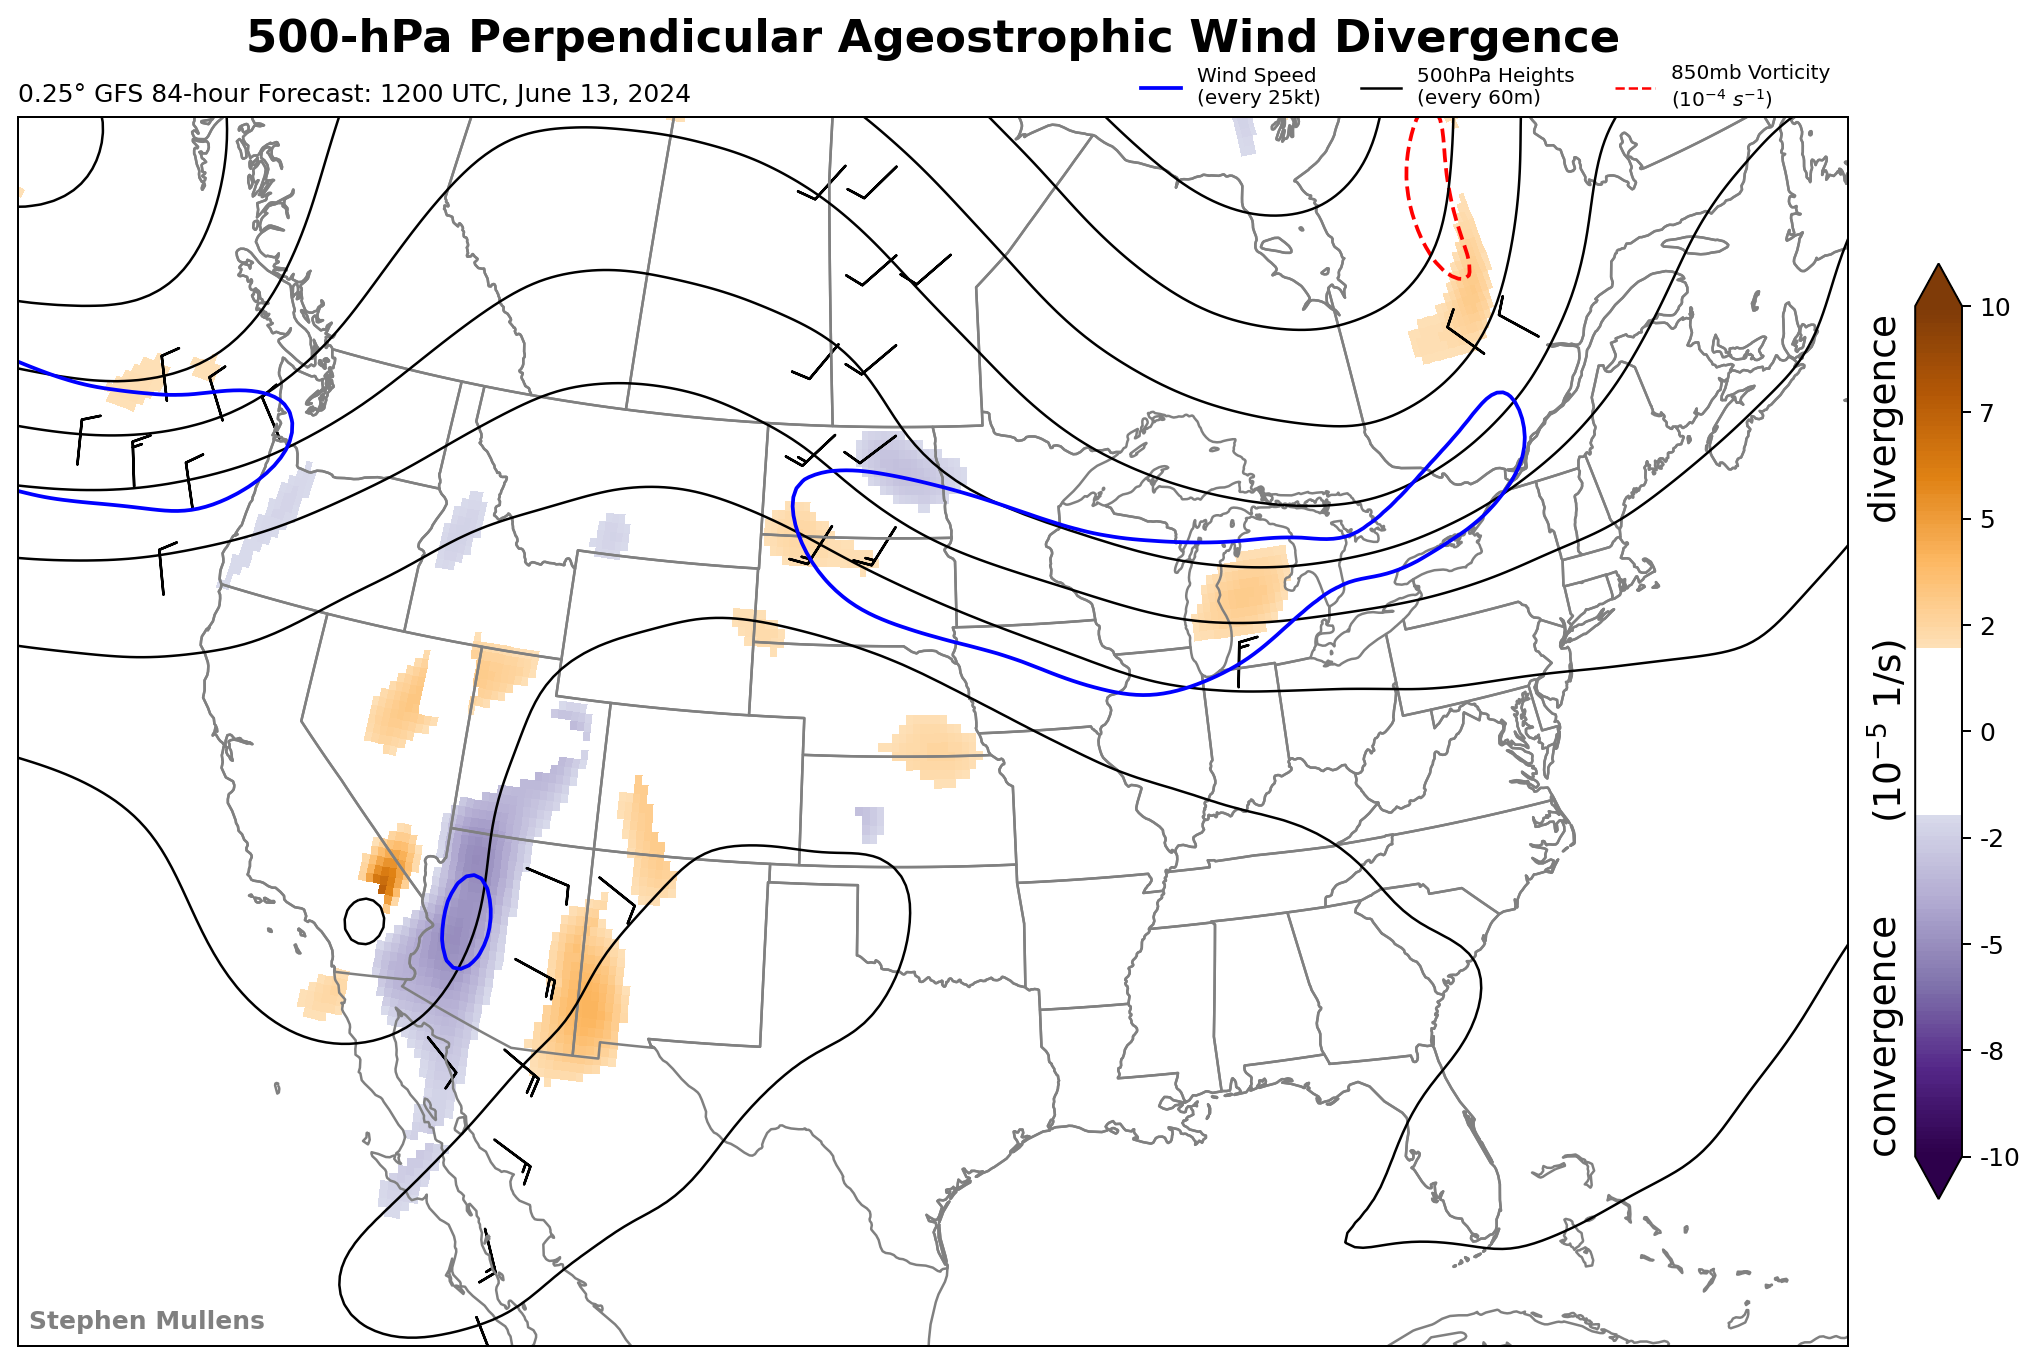 500-hPa Perpendicular Ageostrophic Wind Divergence
0.25° GFS 84-hour Forecast: 1200 UTC, June 13, 2024
Wind Speed
(every 25kt)
500hPa Heights
(every 60m)
850mb Vorticity
(10⁻⁴ s⁻¹)
10
7
5
2
0
-2
-5
-8
-10
convergence (10⁻⁵ 1/s) divergence
Stephen Mullens